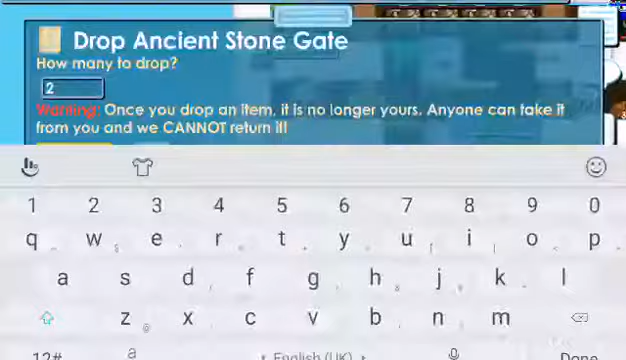 Drop Ancient Stone Gate
How many to drop?
2
Warning: Once you drop an item, it is no longer yours. Anyone can take it
from you and we CANNOT return it!
1 2 3 4 5 6 7 8 9 0
q w e r t y u i o p
a s d f g h j k l
z x c v b n m
12# English (UK) Done